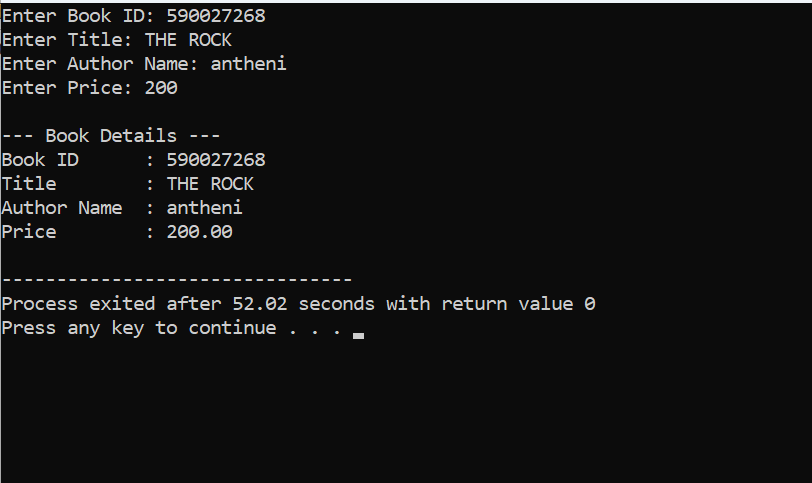 Enter Book ID: 590027268
Enter Title: THE ROCK
Enter Author Name: antheni
Enter Price: 200
--- Book Details ---
Book ID      : 590027268
Title        : THE ROCK
Author Name  : antheni
Price        : 200.00
--------------------------------
Process exited after 52.02 seconds with return value 0
Press any key to continue . . .